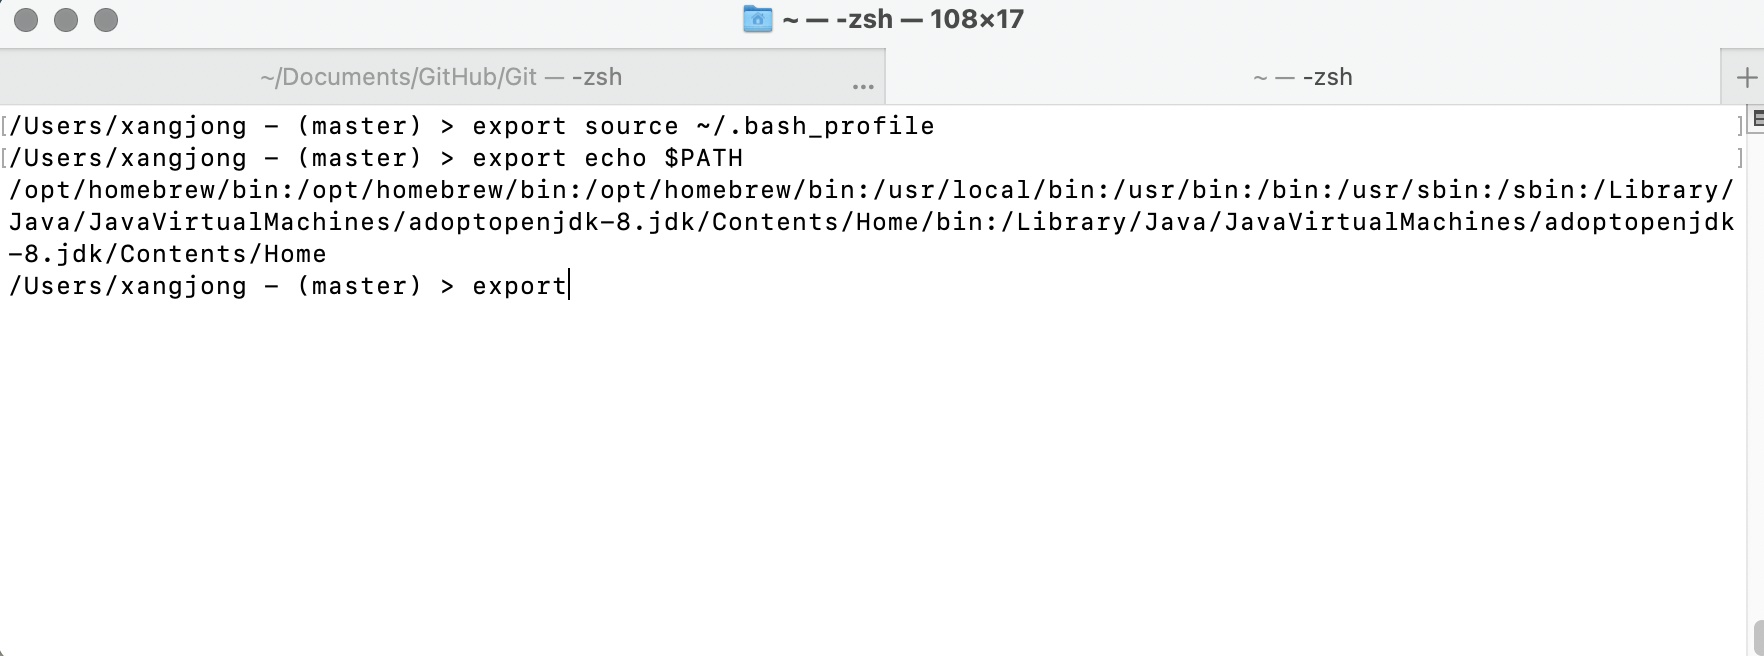 ~ — -zsh — 108×17
~/Documents/GitHub/Git — -zsh ... ~ — -zsh +
[/Users/xangjong - (master) > export source ~/.bash_profile ]
[/Users/xangjong - (master) > export echo $PATH ]
/opt/homebrew/bin:/opt/homebrew/bin:/opt/homebrew/bin:/usr/local/bin:/usr/bin:/bin:/usr/sbin:/sbin:/Library/
Java/JavaVirtualMachines/adoptopenjdk-8.jdk/Contents/Home/bin:/Library/Java/JavaVirtualMachines/adoptopenjdk
-8.jdk/Contents/Home
/Users/xangjong - (master) > export